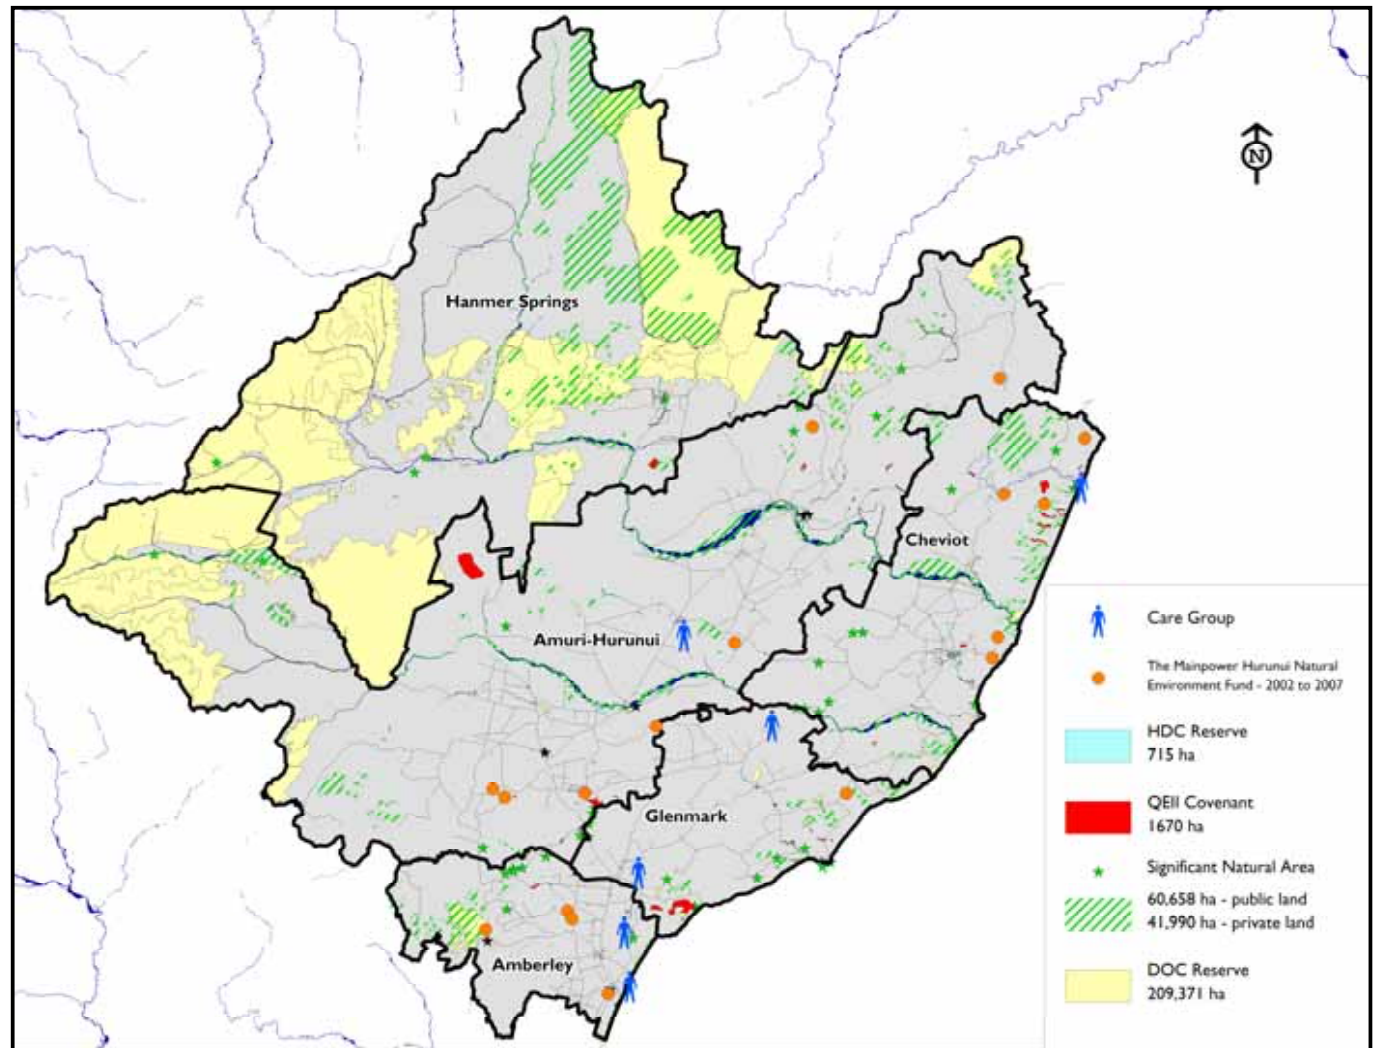 N
Hanmer Springs
Cheviot
Amuri-Hurunui
Glenmark
Amberley
Care Group
The Mainpower Hurunui Natural
Environment Fund - 2002 to 2007
HDC Reserve
715 ha
QEII Covenant
1670 ha
Significant Natural Area
60,658 ha - public land
41,990 ha - private land
DOC Reserve
209,371 ha